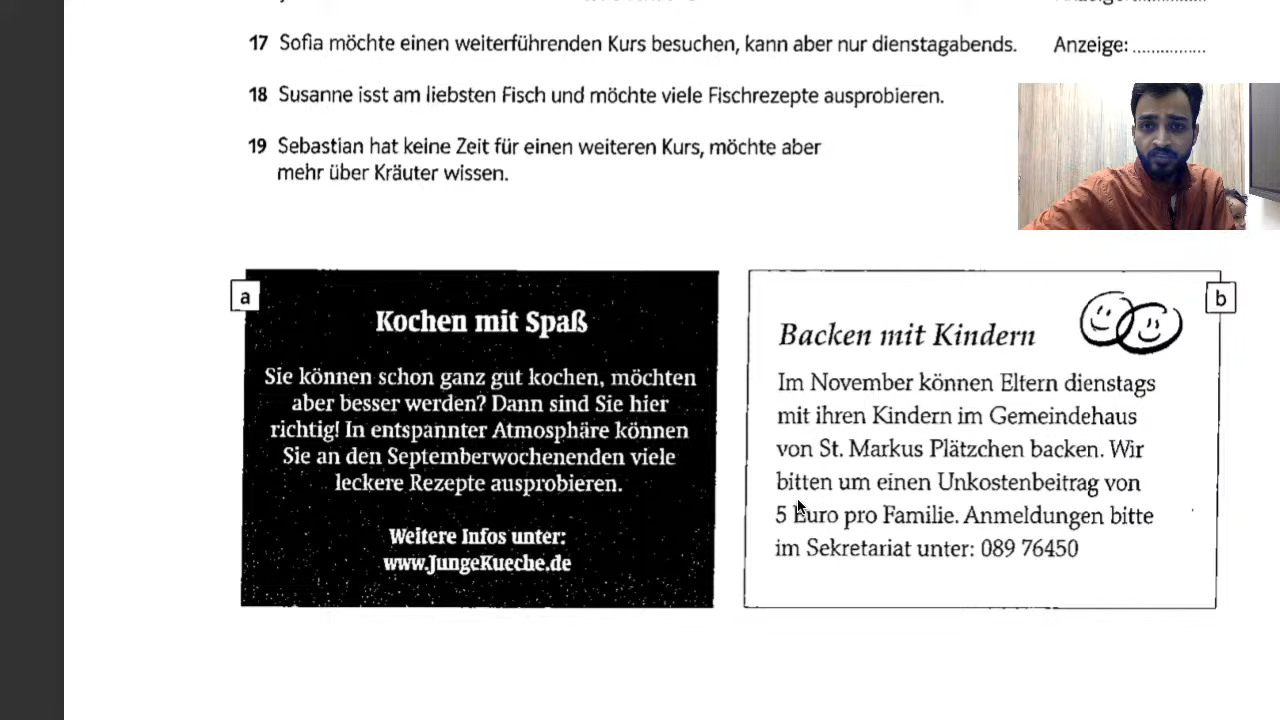 17 Sofia möchte einen weiterführenden Kurs besuchen, kann aber nur dienstagabends. Anzeige: ................
18 Susanne isst am liebsten Fisch und möchte viele Fischrezepte ausprobieren.
19 Sebastian hat keine Zeit für einen weiteren Kurs, möchte aber
mehr über Kräuter wissen.
a
Kochen mit Spaß
Sie können schon ganz gut kochen, möchten
aber besser werden? Dann sind Sie hier
richtig! In entspannter Atmosphäre können
Sie an den Septemberwochenenden viele
leckere Rezepte ausprobieren.
Weitere Infos unter:
www.JungeKueche.de
b
Backen mit Kindern
Im November können Eltern dienstags
mit ihren Kindern im Gemeindehaus
von St. Markus Plätzchen backen. Wir
bitten um einen Unkostenbeitrag von
5 Euro pro Familie. Anmeldungen bitte
im Sekretariat unter: 089 76450